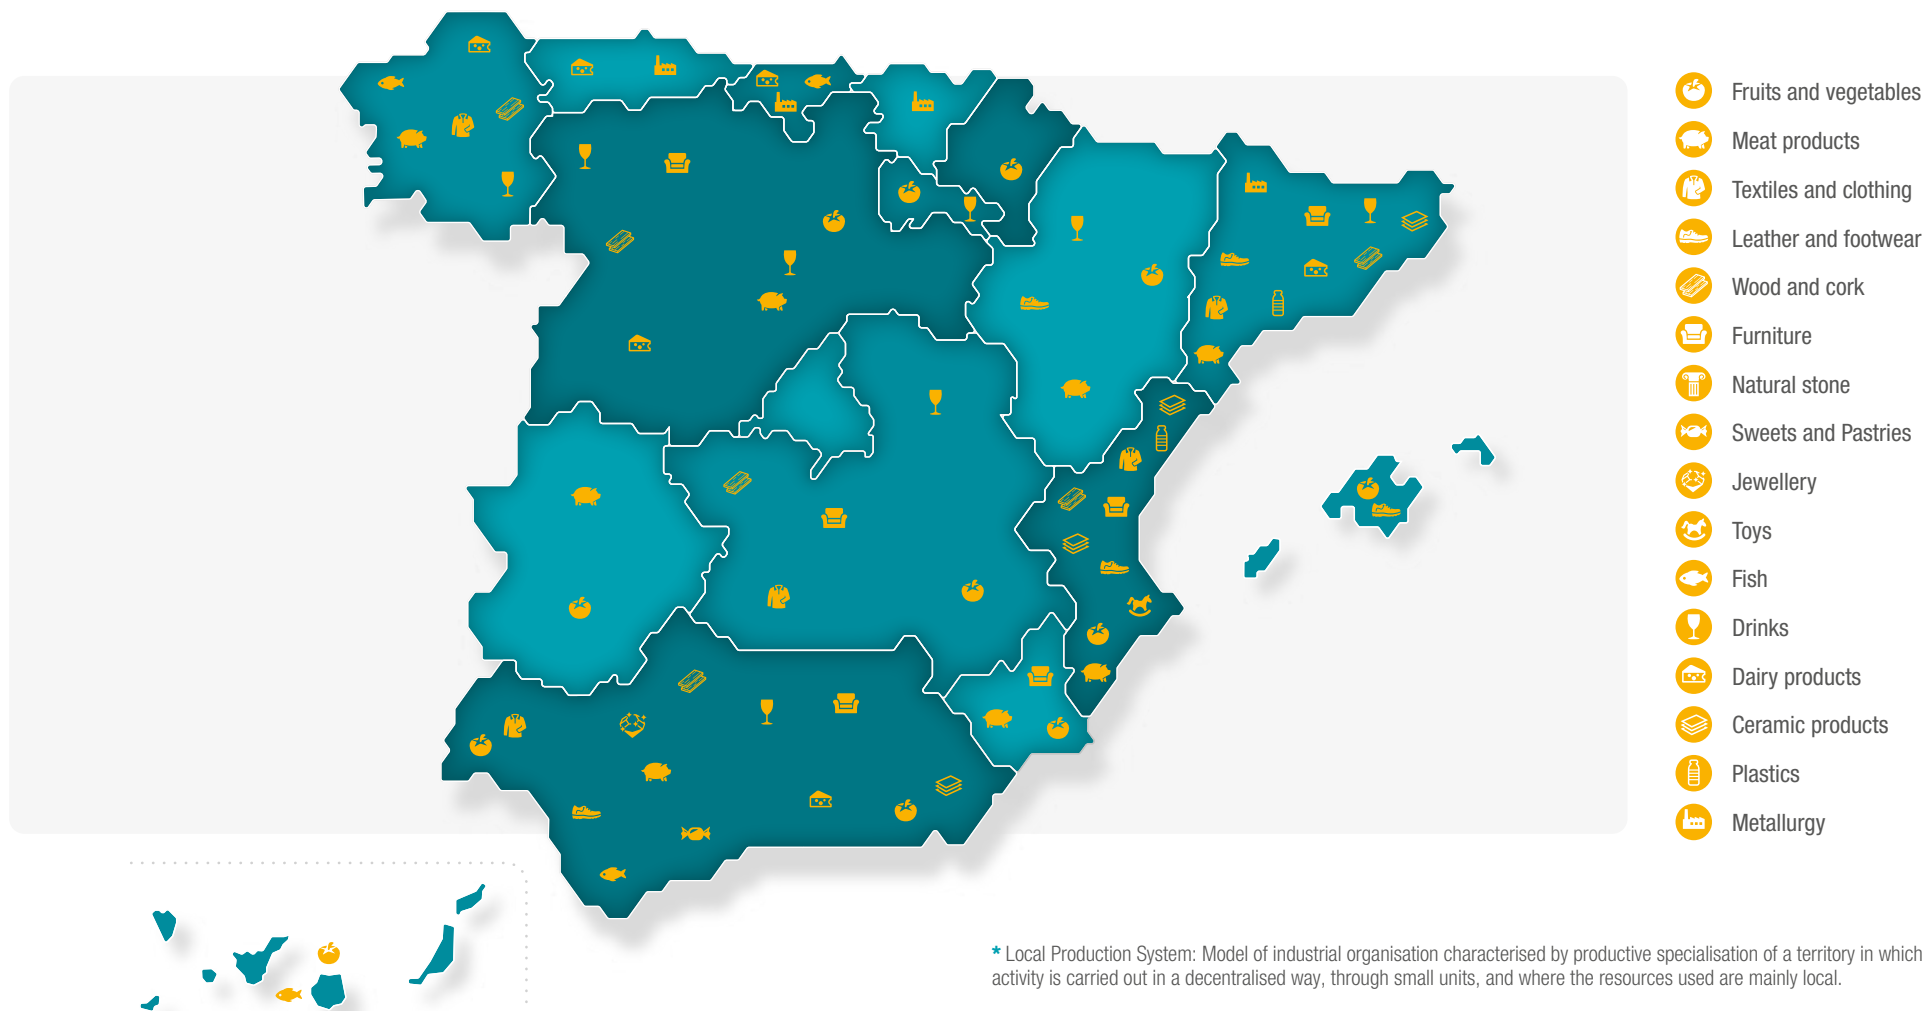 Fruits and vegetables
Meat products
Textiles and clothing
Leather and footwear
Wood and cork
Furniture
Natural stone
Sweets and Pastries
Jewellery
Toys
Fish
Drinks
Dairy products
Ceramic products
Plastics
Metallurgy
* Local Production System: Model of industrial organisation characterised by productive specialisation of a territory in which
activity is carried out in a decentralised way, through small units, and where the resources used are mainly local.